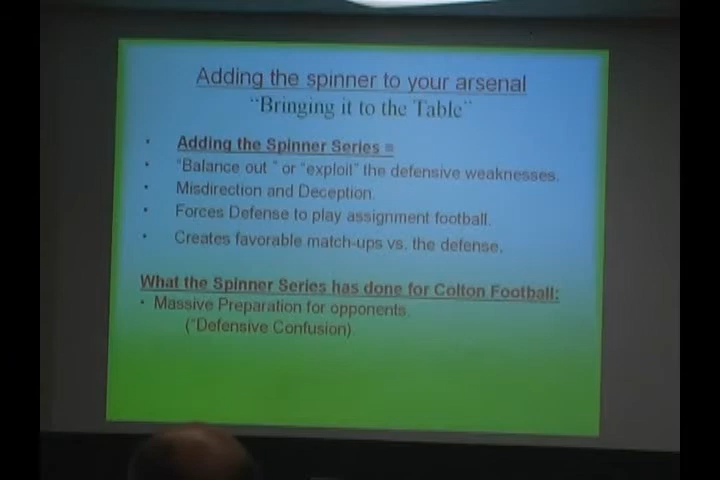 Adding the spinner to your arsenal
“Bringing it to the Table”
• Adding the Spinner Series =
• “Balance out ” or “exploit” the defensive weaknesses.
• Misdirection and Deception.
• Forces Defense to play assignment football.
• Creates favorable match-ups vs. the defense.
What the Spinner Series has done for Colton Football:
• Massive Preparation for opponents.
(“Defensive Confusion)